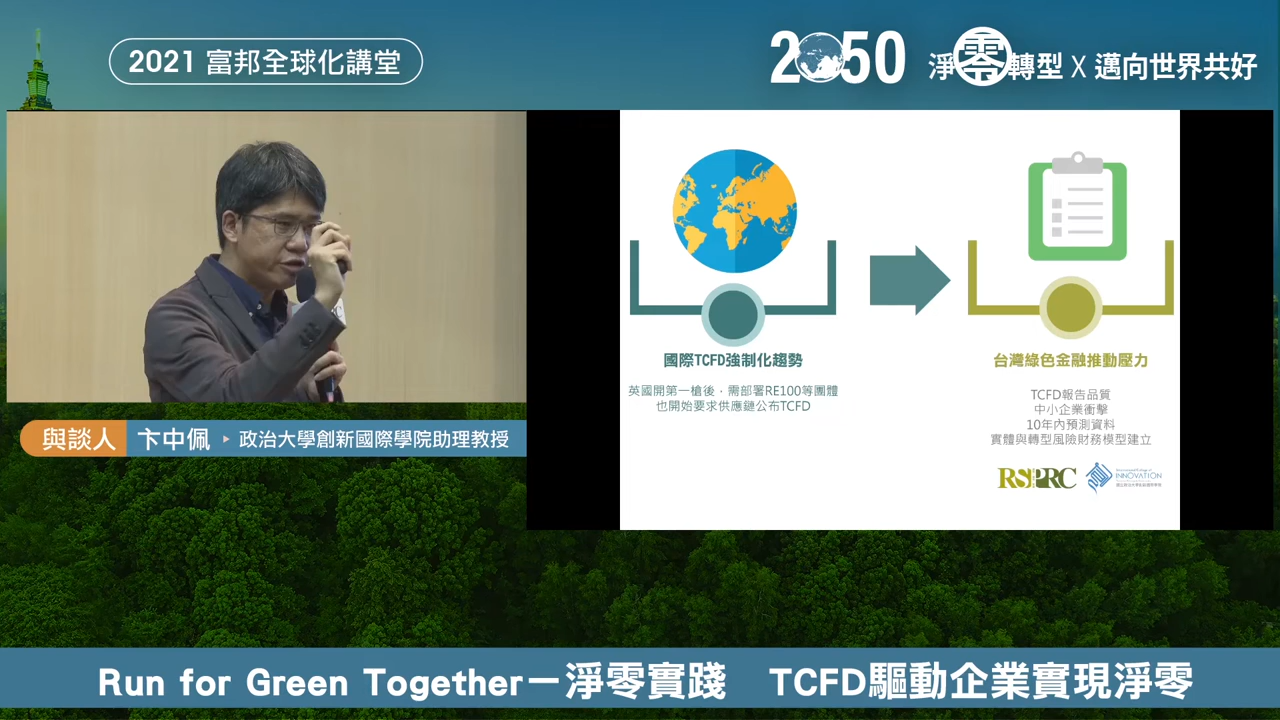 2021 富邦全球化講堂
2050 淨零轉型 X 邁向世界共好
國際TCFD強制化趨勢
英國開第一槍後，需部署RE100等團體
也開始要求供應鏈公布TCFD
台灣綠色金融推動壓力
TCFD報告品質
中小企業衝擊
10年內預測資料
實體與轉型風險財務模型建立
RSPRC
INNOVATION
與談人 卞中佩 ▸ 政治大學創新國際學院助理教授
Run for Green Together－淨零實踐 TCFD驅動企業實現淨零